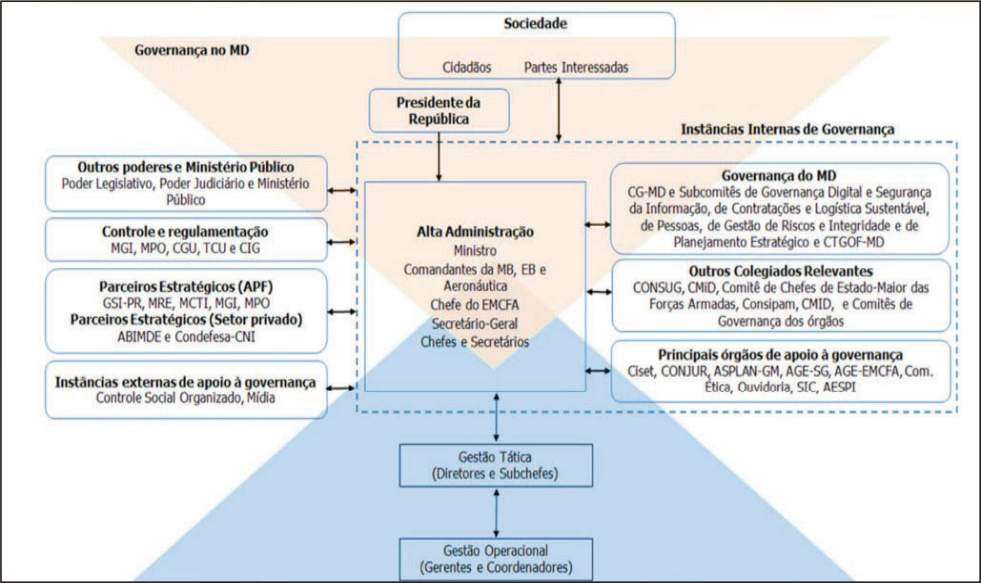 Governança no MD
Sociedade
Cidadãos Partes Interessadas
Presidente da
República
Instâncias Internas de Governança
Outros poderes e Ministério Público
Poder Legislativo, Poder Judiciário e Ministério
Público
Controle e regulamentação
MGI, MPO, CGU, TCU e CIG
Parceiros Estratégicos (APF)
GSI-PR, MRE, MCTI, MGI, MPO
Parceiros Estratégicos (Setor privado)
ABIMDE e Condefesa-CNI
Instâncias externas de apoio à governança
Controle Social Organizado, Mídia
Alta Administração
Ministro
Comandantes da MB, EB e
Aeronáutica
Chefe do EMCFA
Secretário-Geral
Chefes e Secretários
Governança do MD
CG-MD e Subcomitês de Governança Digital e Segurança
da Informação, de Contratações e Logística Sustentável,
de Pessoas, de Gestão de Riscos e Integridade e de
Planejamento Estratégico e CTGOF-MD
Outros Colegiados Relevantes
CONSUG, CMiD, Comitê de Chefes de Estado-Maior das
Forças Armadas, Consipam, CMID, e Comitês de
Governança dos órgãos
Principais órgãos de apoio à governança
Ciset, CONJUR, ASPLAN-GM, AGE-SG, AGE-EMCFA, Com.
Ética, Ouvidoria, SIC, AESPI
Gestão Tática
(Diretores e Subchefes)
Gestão Operacional
(Gerentes e Coordenadores)